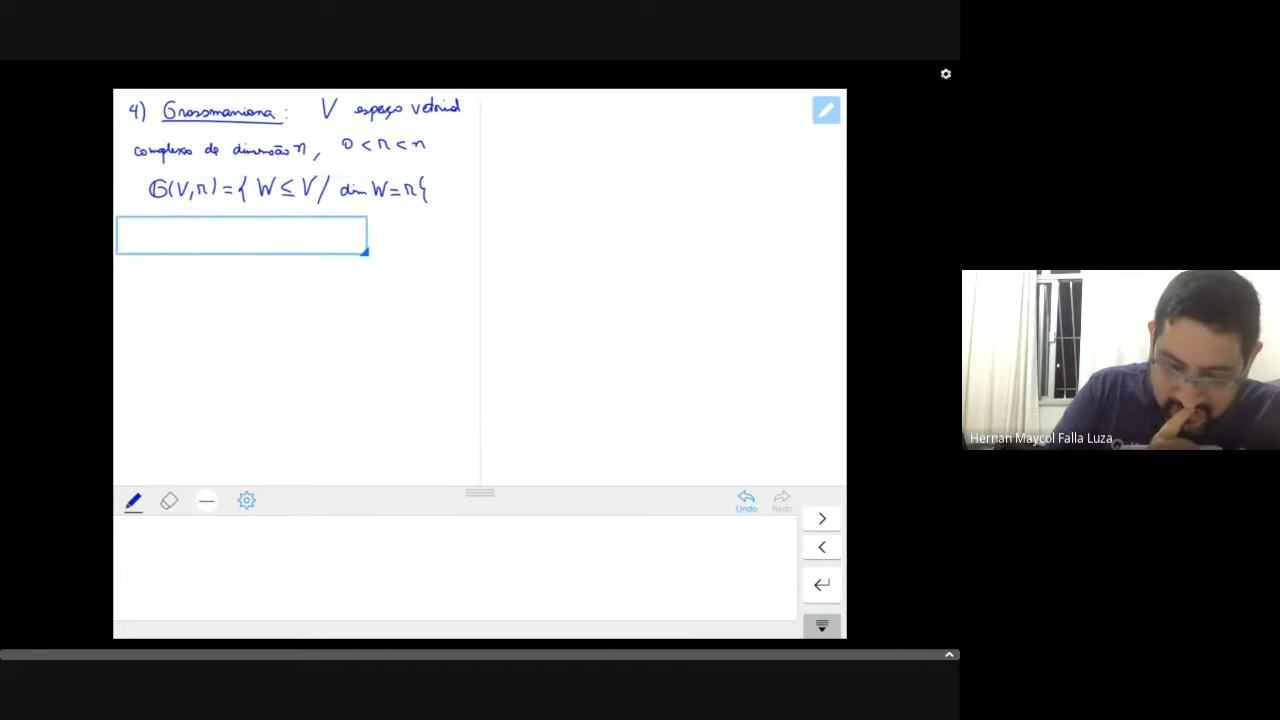 4) Grassmaniana: V espaço vetorial
complexo de dimensão n, 0 < r < n
G(V, r) = { W ≤ V / dim W = r }
Undo
Redo
Hernan Maycol Falla Luza